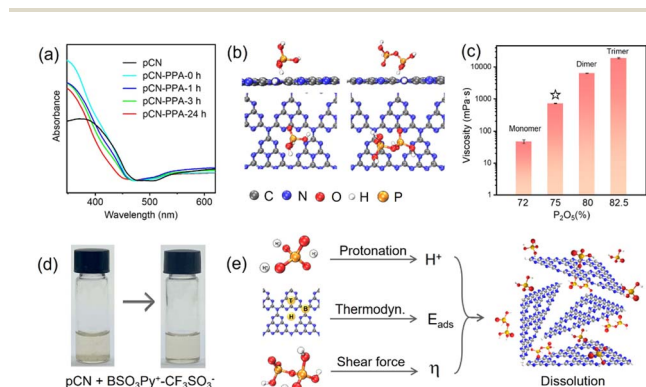 (a)
pCN
pCN-PPA-0 h
pCN-PPA-1 h
pCN-PPA-3 h
pCN-PPA-24 h
Absorbance
400 500 600
Wavelength (nm)
(b)
C N O H P
(c)
Viscosity (mPa·s)
10000
1000
100
10
1
Monomer
☆
Dimer
Trimer
72 75 80 82.5
P₂O₅(%)
(d)
pCN + BSO₃Py⁺-CF₃SO₃⁻
(e)
Protonation
H⁺
T
B
H
Thermodyn.
E_ads
Shear force
η
Dissolution